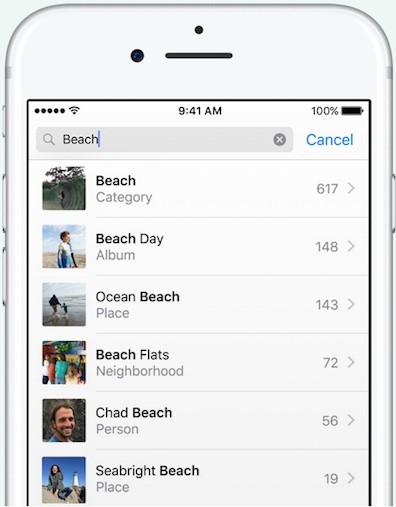 9:41 AM
100%
Beach
Cancel
Beach
Category
617
Beach Day
Album
148
Ocean Beach
Place
143
Beach Flats
Neighborhood
72
Chad Beach
Person
56
Seabright Beach
Place
19